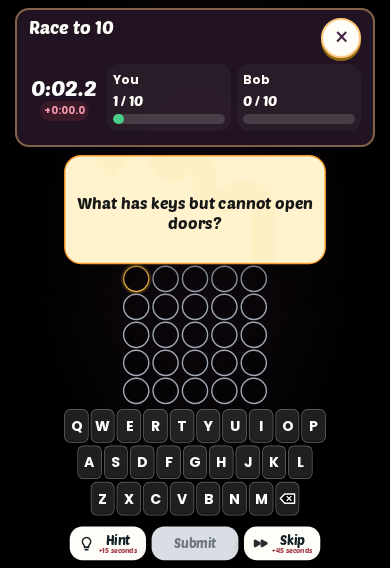 Race to 10
×
0:02.2
+0:00.0
You
1 / 10
Bob
0 / 10
What has keys but cannot open
doors?
Q W E R T Y U I O P
A S D F G H J K L
Z X C V B N M
Hint
+15 seconds
Submit
Skip
+45 seconds